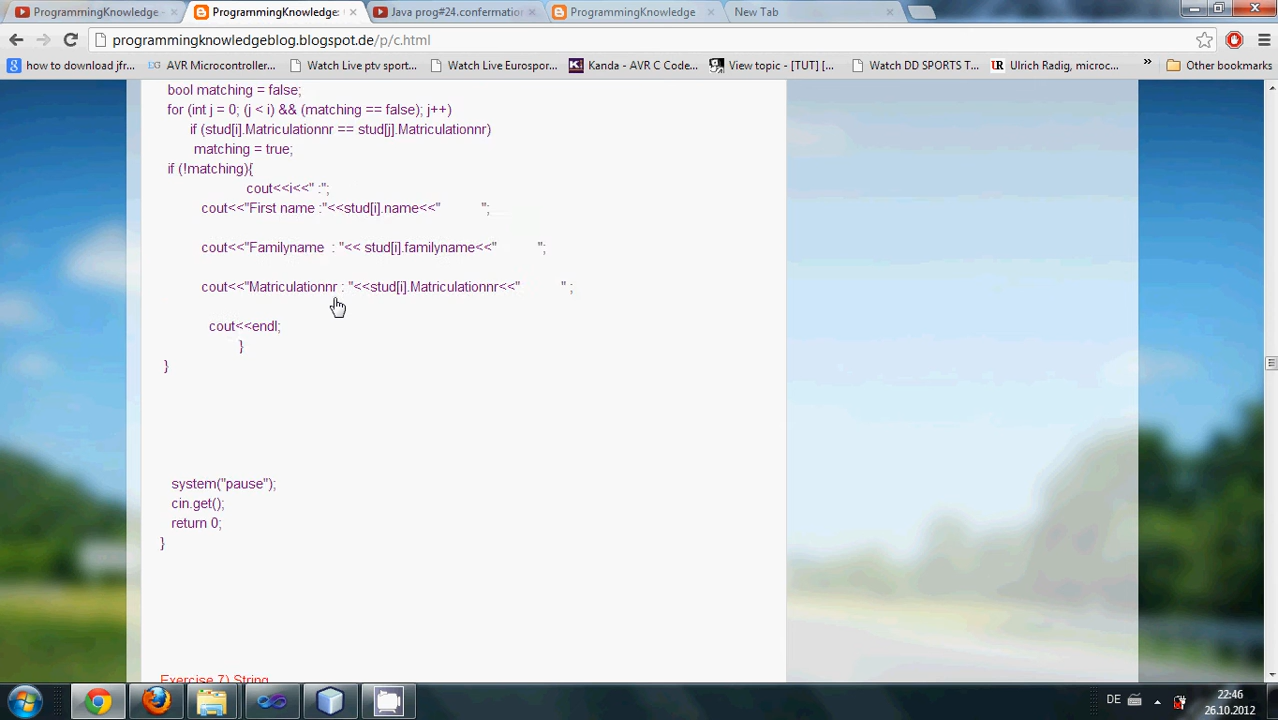 ProgrammingKnowledge -
ProgrammingKnowledge:
Java prog#24.confermation
ProgrammingKnowledge
New Tab
programmingknowledgeblog.blogspot.de/p/c.html
how to download jfr...
AVR Microcontroller...
Watch Live ptv sport...
Watch Live Eurospor...
Kanda - AVR C Code...
View topic - [TUT] [...
Watch DD SPORTS T...
Ulrich Radig, microc...
»
Other bookmarks
bool matching = false;
for (int j = 0; (j < i) && (matching == false); j++)
if (stud[i].Matriculationnr == stud[j].Matriculationnr)
matching = true;
if (!matching){
cout<<i<<" :";
cout<<"First name :"<<stud[i].name<<"          ";
cout<<"Familyname  : "<< stud[i].familyname<<"          ";
cout<<"Matriculationnr : "<<stud[i].Matriculationnr<<"          " ;
cout<<endl;
}
}
system("pause");
cin.get();
return 0;
}
Exercise 7) String
DE
22:46
26.10.2012